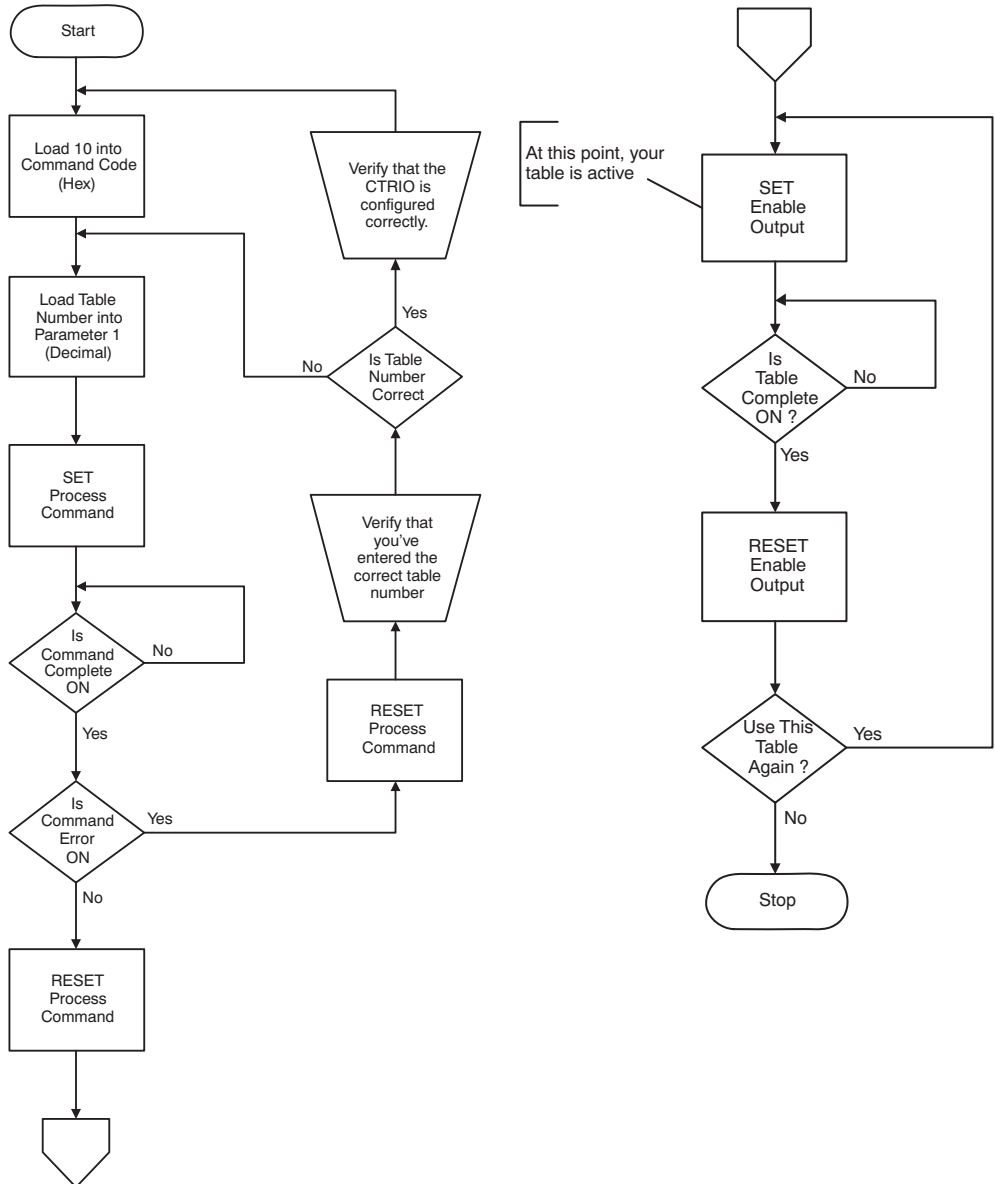 Start
Load 10 into
Command Code
(Hex)
Load Table
Number into
Parameter 1
(Decimal)
SET
Process
Command
Is
Command
Complete
ON
No
Yes
Is
Command
Error
ON
Yes
No
RESET
Process
Command
RESET
Process
Command
Verify that
you've
entered the
correct table
number
Is Table
Number
Correct
No
Yes
Verify that the
CTRIO is
configured
correctly.
At this point, your
table is active
SET
Enable
Output
Is
Table
Complete
ON ?
No
Yes
RESET
Enable
Output
Use This
Table
Again ?
Yes
No
Stop